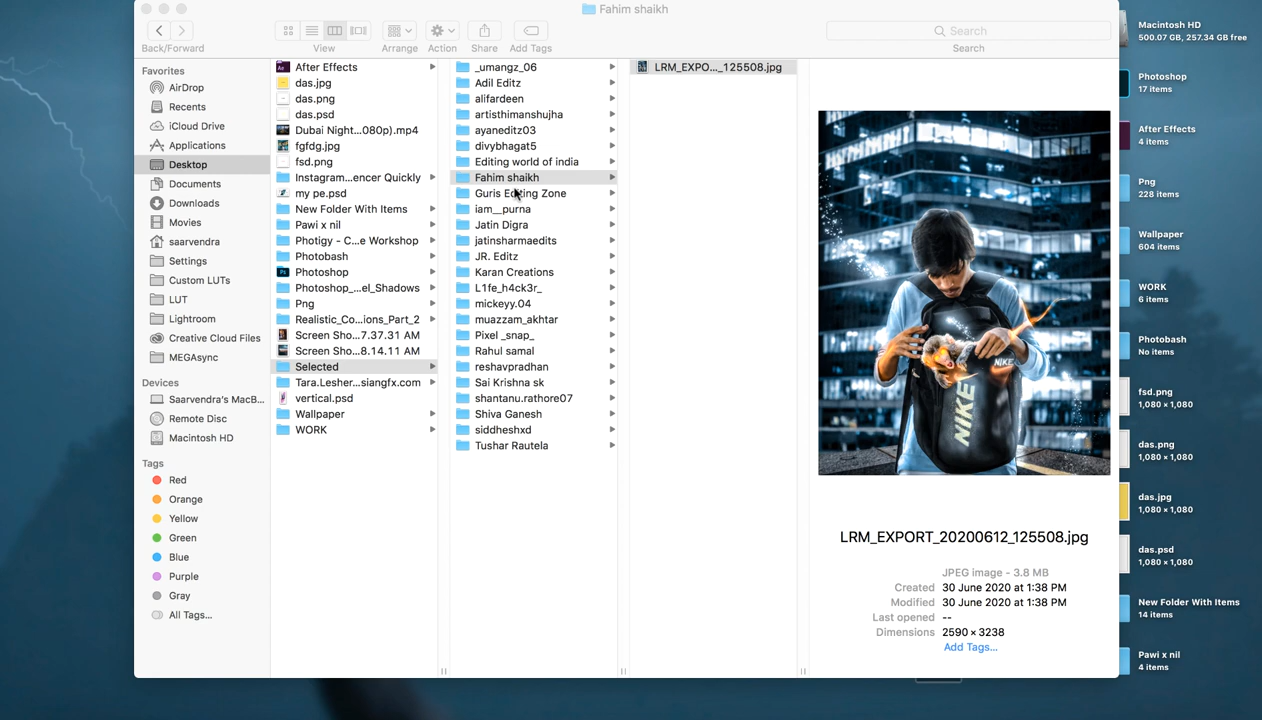 Fahim shaikh
Back/Forward
View
Arrange
Action
Share
Add Tags
Search
Search
Favorites
AirDrop
Recents
iCloud Drive
Applications
Desktop
Documents
Downloads
Movies
saarvendra
Settings
Custom LUTs
LUT
Lightroom
Creative Cloud Files
MEGAsync
Devices
Saarvendra's MacB...
Remote Disc
Macintosh HD
Tags
Red
Orange
Yellow
Green
Blue
Purple
Gray
All Tags...
After Effects
das.jpg
das.png
das.psd
Dubai Night...080p).mp4
fgfdg.jpg
fsd.png
Instagram...encer Quickly
my pe.psd
New Folder With Items
Pawi x nil
Photigy - C...e Workshop
Photobash
Photoshop
Photoshop_...el_Shadows
Png
Realistic_Co...ions_Part_2
Screen Sho...7.37.31 AM
Screen Sho...8.14.11 AM
Selected
Tara.Lesher...siangfx.com
vertical.psd
Wallpaper
WORK
_umangz_06
Adil Editz
alifardeen
artisthimanshujha
ayaneditz03
divybhagat5
Editing world of india
Fahim shaikh
Guris Editing Zone
iam__purna
Jatin Digra
jatinsharmaedits
JR. Editz
Karan Creations
L1fe_h4ck3r_
mickeyy.04
muazzam_akhtar
Pixel _snap_
Rahul samal
reshavpradhan
Sai Krishna sk
shantanu.rathore07
Shiva Ganesh
siddheshxd
Tushar Rautela
LRM_EXPO..._125508.jpg
NIKE
NIKE
LRM_EXPORT_20200612_125508.jpg
JPEG image - 3.8 MB
Created 30 June 2020 at 1:38 PM
Modified 30 June 2020 at 1:38 PM
Last opened --
Dimensions 2590 × 3238
Add Tags...
Macintosh HD
500.07 GB, 257.34 GB free
Photoshop
17 items
After Effects
4 items
Png
228 items
Wallpaper
604 items
WORK
6 items
Photobash
No items
fsd.png
1,080 × 1,080
das.png
1,080 × 1,080
das.jpg
1,080 × 1,080
das.psd
1,080 × 1,080
New Folder With Items
14 items
Pawi x nil
4 items